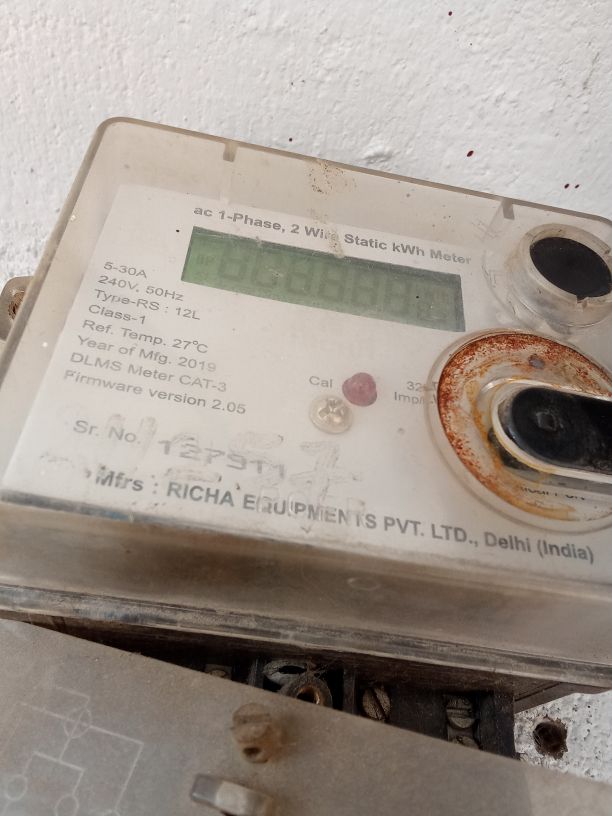 ac 1-Phase, 2 Wire Static kWh Meter
5-30A
240V. 50Hz
Type-RS : 12L
Class-1
Ref. Temp. 27°C
Year of Mfg. 2019
DLMS Meter CAT-3
Firmware version 2.05
Cal
Sr. No.
Mfrs : RICHA EQUIPMENTS PVT. LTD., Delhi (India)